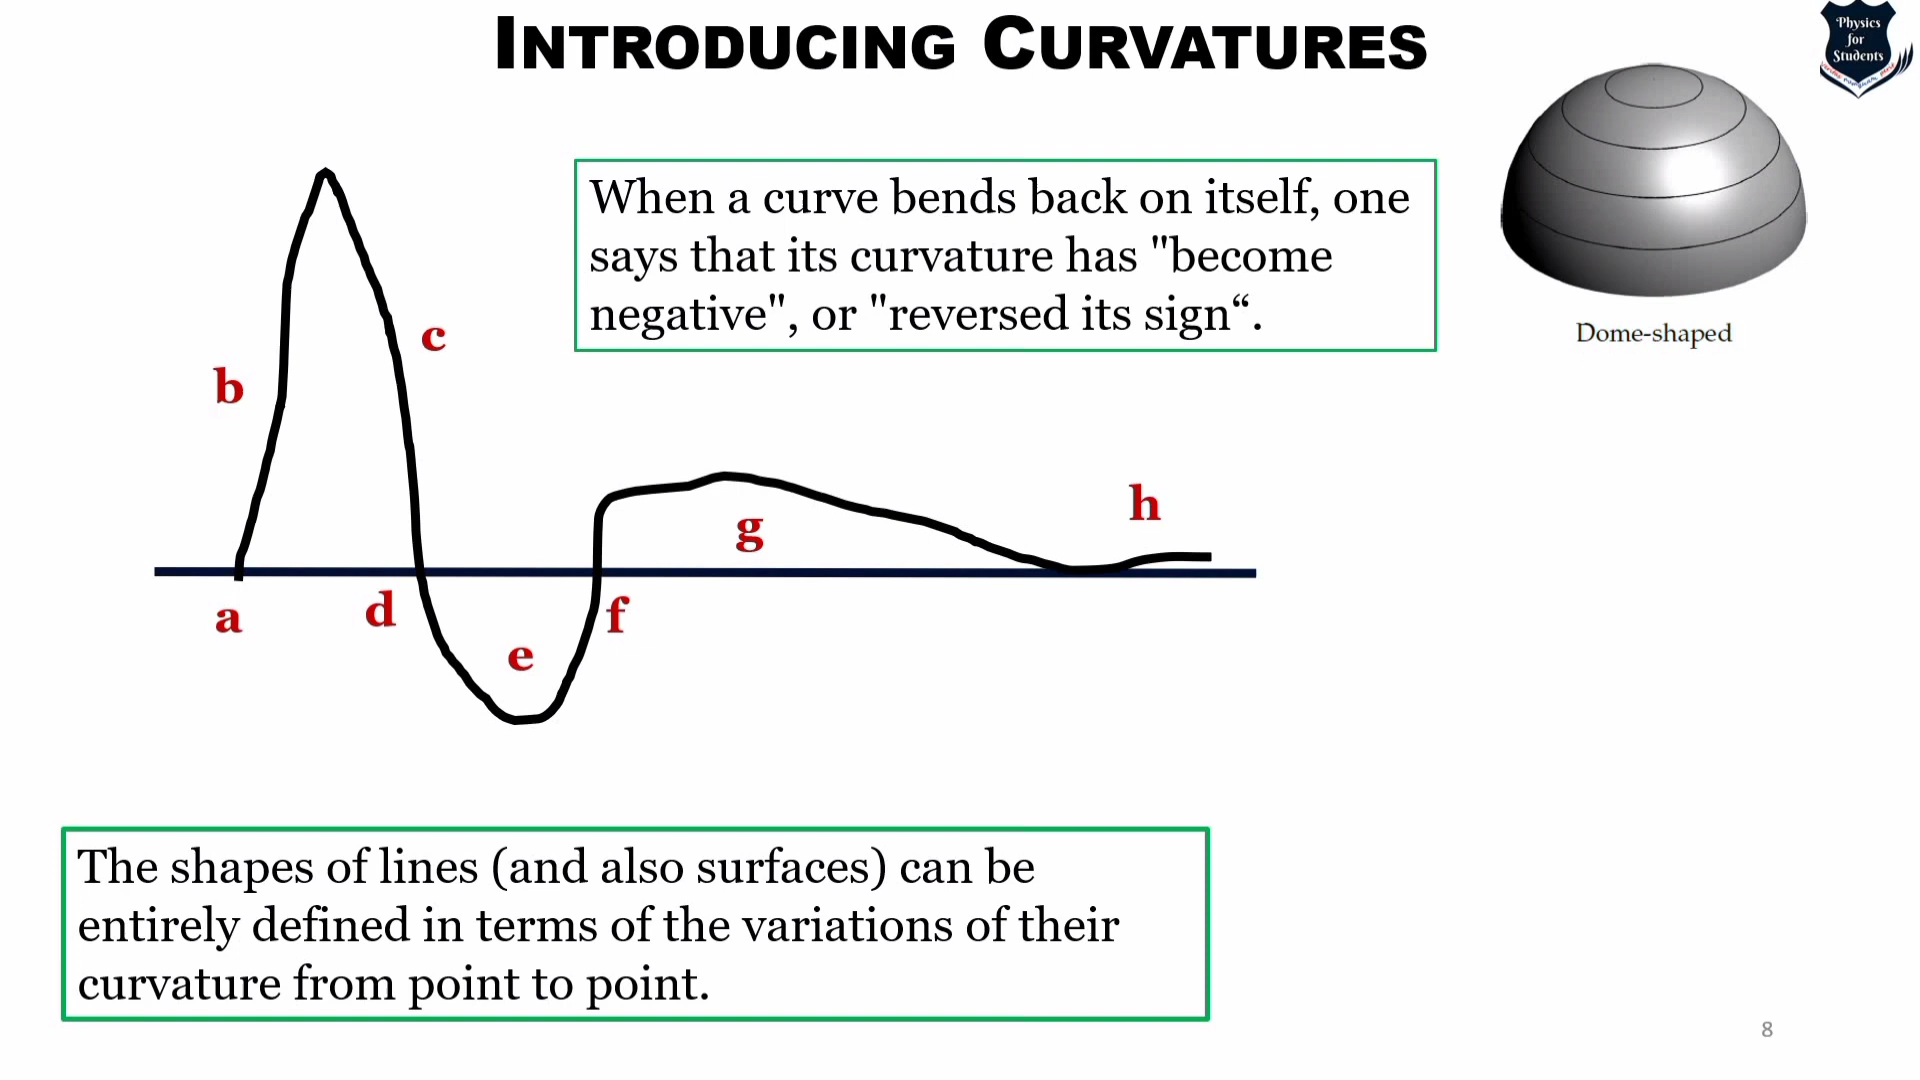 INTRODUCING CURVATURES
Physics
for
Students
When a curve bends back on itself, one
says that its curvature has "become
negative", or "reversed its sign“.
Dome-shaped
c
b
h
g
a
d
f
e
The shapes of lines (and also surfaces) can be
entirely defined in terms of the variations of their
curvature from point to point.
8